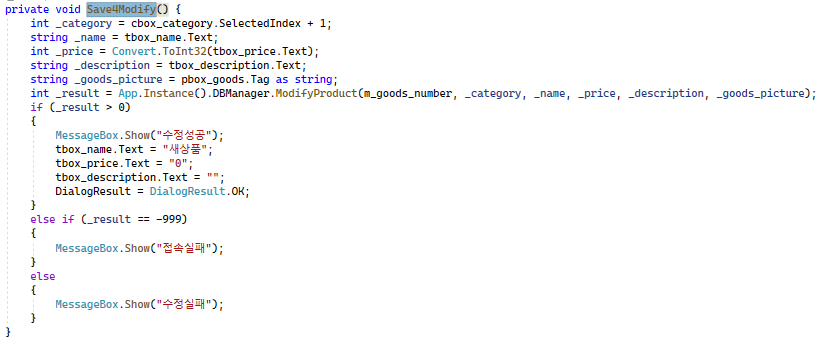 private void Save4Modify() {
    int _category = cbox_category.SelectedIndex + 1;
    string _name = tbox_name.Text;
    int _price = Convert.ToInt32(tbox_price.Text);
    string _description = tbox_description.Text;
    string _goods_picture = pbox_goods.Tag as string;
    int _result = App.Instance().DBManager.ModifyProduct(m_goods_number, _category, _name, _price, _description, _goods_picture);
    if (_result > 0)
    {
        MessageBox.Show("수정성공");
        tbox_name.Text = "새상품";
        tbox_price.Text = "0";
        tbox_description.Text = "";
        DialogResult = DialogResult.OK;
    }
    else if (_result == -999)
    {
        MessageBox.Show("접속실패");
    }
    else
    {
        MessageBox.Show("수정실패");
    }
}